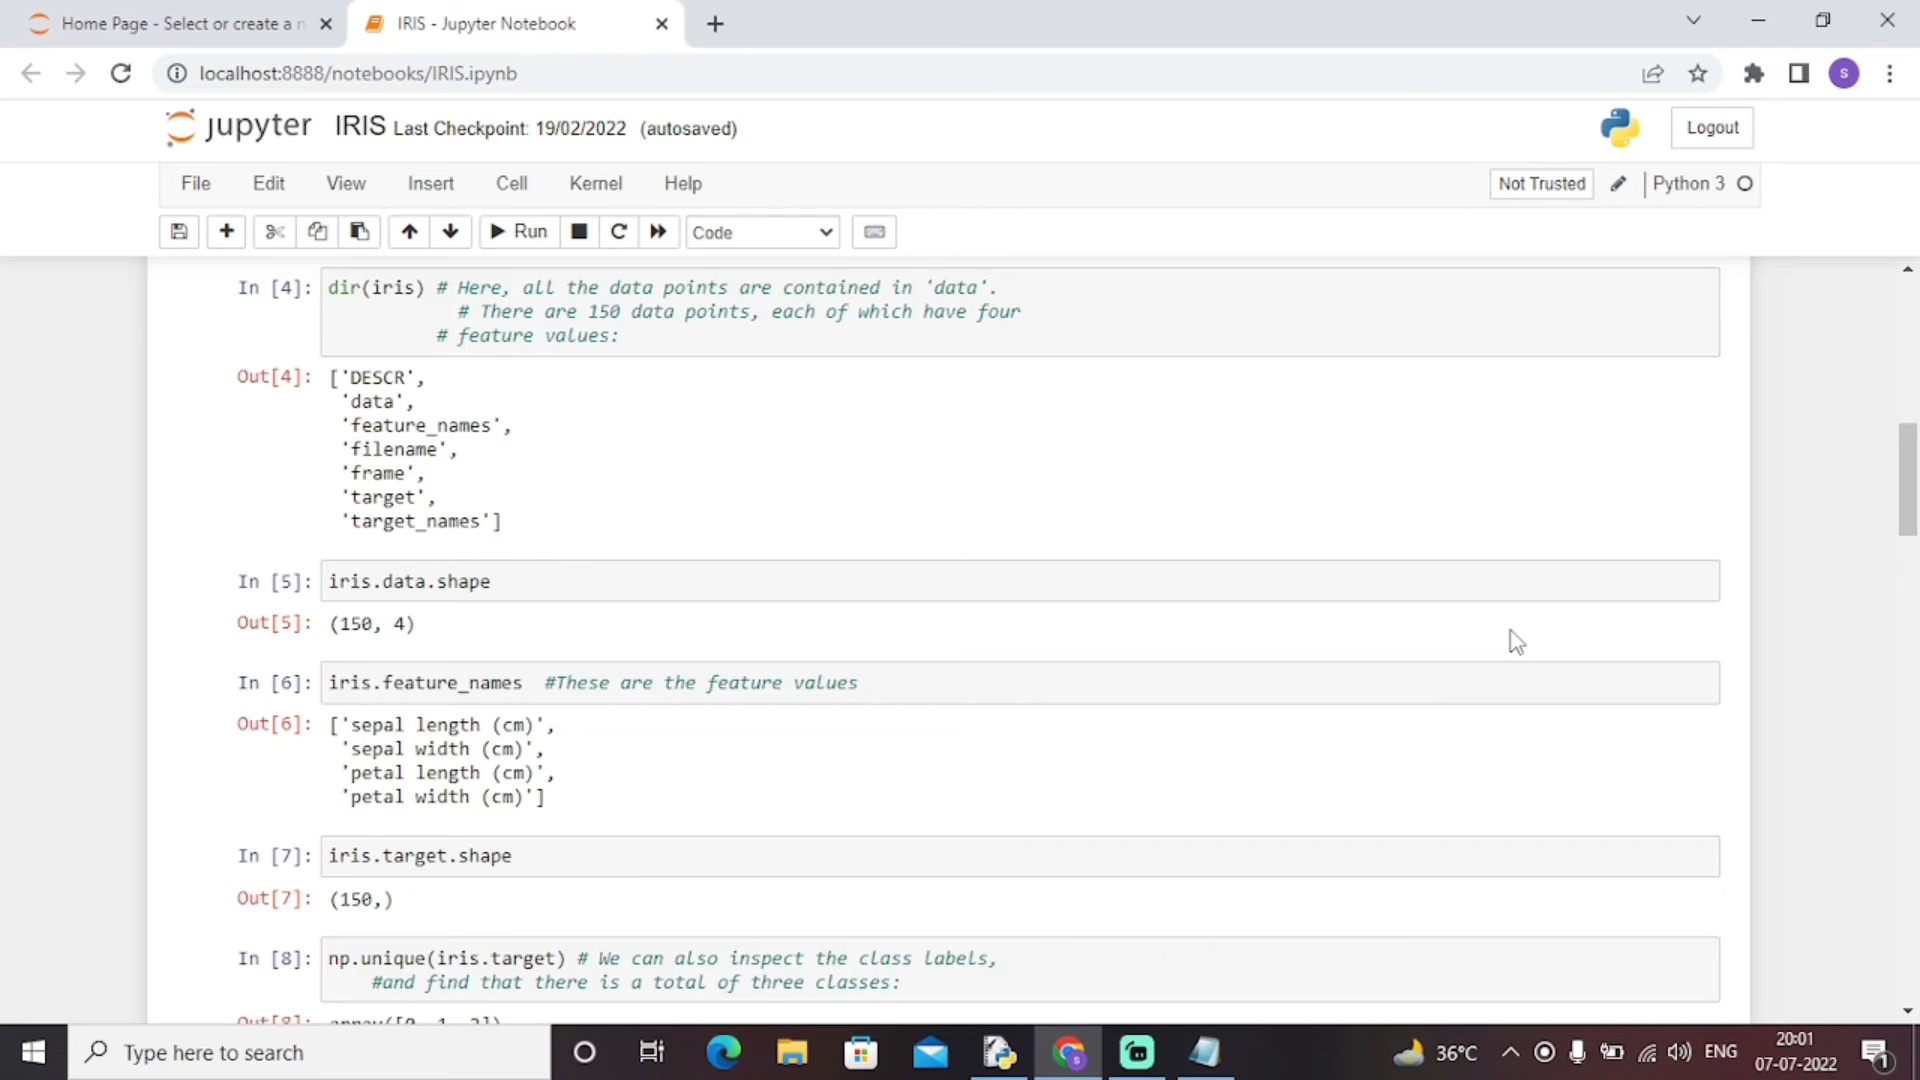 Home Page - Select or create a n
IRIS - Jupyter Notebook
localhost:8888/notebooks/IRIS.ipynb
S
jupyter IRIS Last Checkpoint: 19/02/2022 (autosaved)
Logout
File Edit View Insert Cell Kernel Help
Not Trusted
Python 3
Run
Code
In [4]: dir(iris) # Here, all the data points are contained in 'data'.
# There are 150 data points, each of which have four
# feature values:
Out[4]: ['DESCR',
'data',
'feature_names',
'filename',
'frame',
'target',
'target_names']
In [5]: iris.data.shape
Out[5]: (150, 4)
In [6]: iris.feature_names #These are the feature values
Out[6]: ['sepal length (cm)',
'sepal width (cm)',
'petal length (cm)',
'petal width (cm)']
In [7]: iris.target.shape
Out[7]: (150,)
In [8]: np.unique(iris.target) # We can also inspect the class labels,
#and find that there is a total of three classes:
Out[8]: array([0, 1, 2])
Type here to search
36°C
ENG
20:01
07-07-2022
1